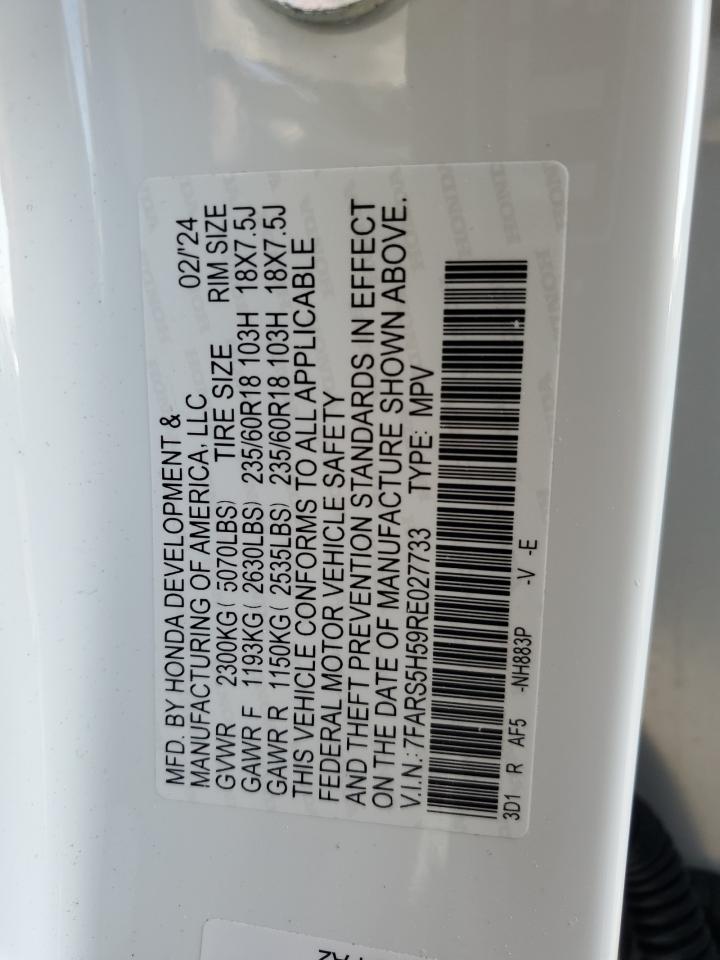 MFD. BY HONDA DEVELOPMENT &
MANUFACTURING OF AMERICA, LLC 02/'24
GVWR 2300KG( 5070LBS) TIRE SIZE RIM SIZE
GAWR F 1193KG( 2630LBS) 235/60R18 103H 18X7.5J
GAWR R 1150KG( 2535LBS) 235/60R18 103H 18X7.5J
THIS VEHICLE CONFORMS TO ALL APPLICABLE
FEDERAL MOTOR VEHICLE SAFETY
AND THEFT PREVENTION STANDARDS IN EFFECT
ON THE DATE OF MANUFACTURE SHOWN ABOVE.
V.I.N.: 7FARS5H59RE027733 TYPE: MPV
3D1 R AF5 -NH883P -V -E